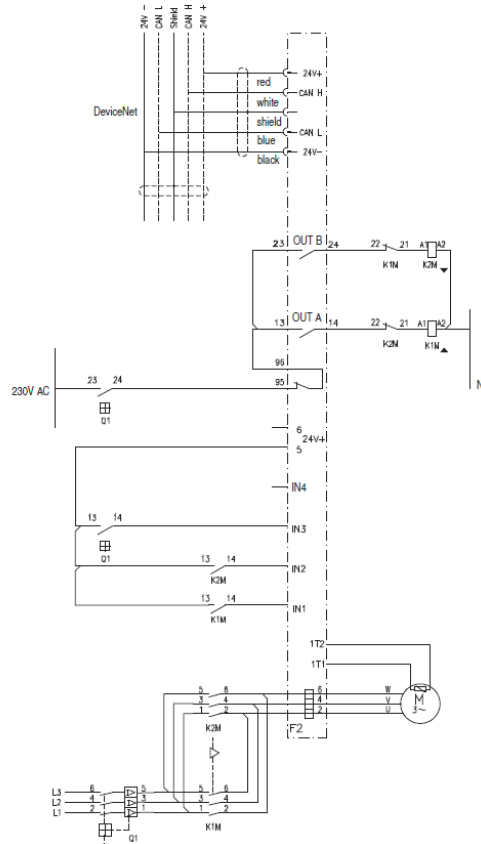 24V - CAN L Shield CAN H 24V +
24V+
red
CAN H
white
DeviceNet
shield
CAN L
blue
24V-
black
23 OUT B 24 22 21 A1 A2
K1M K2M
OUT A
13 14 22 21 A1 A2
K2M K1M
96
230V AC 23 24 95 N
Q1
6
24V+
5
IN4
13 14 IN3
Q1
13 14 IN2
K2M
13 14 IN1
K1M
1T2
1T1
5 6 6 W M
3 4 4 V 3~
1 2 2 U
K2M F2
L3 6 5 5 6
L2 4 3 3 4
L1 2 1 1 2
Q1 K1M